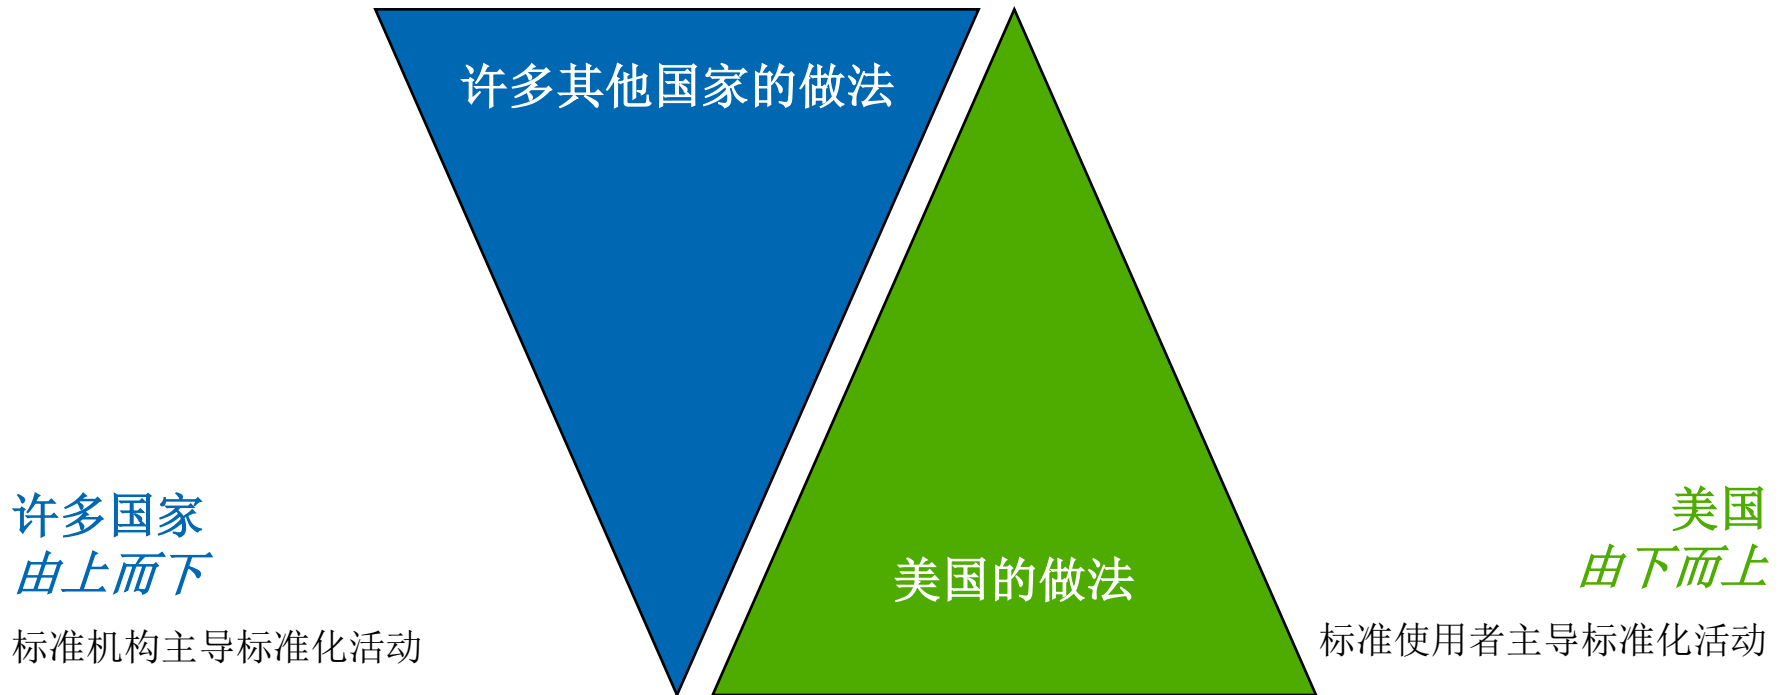 许多其他国家的做法
许多国家
由上而下
标准机构主导标准化活动
美国的做法
美国
由下而上
标准使用者主导标准化活动